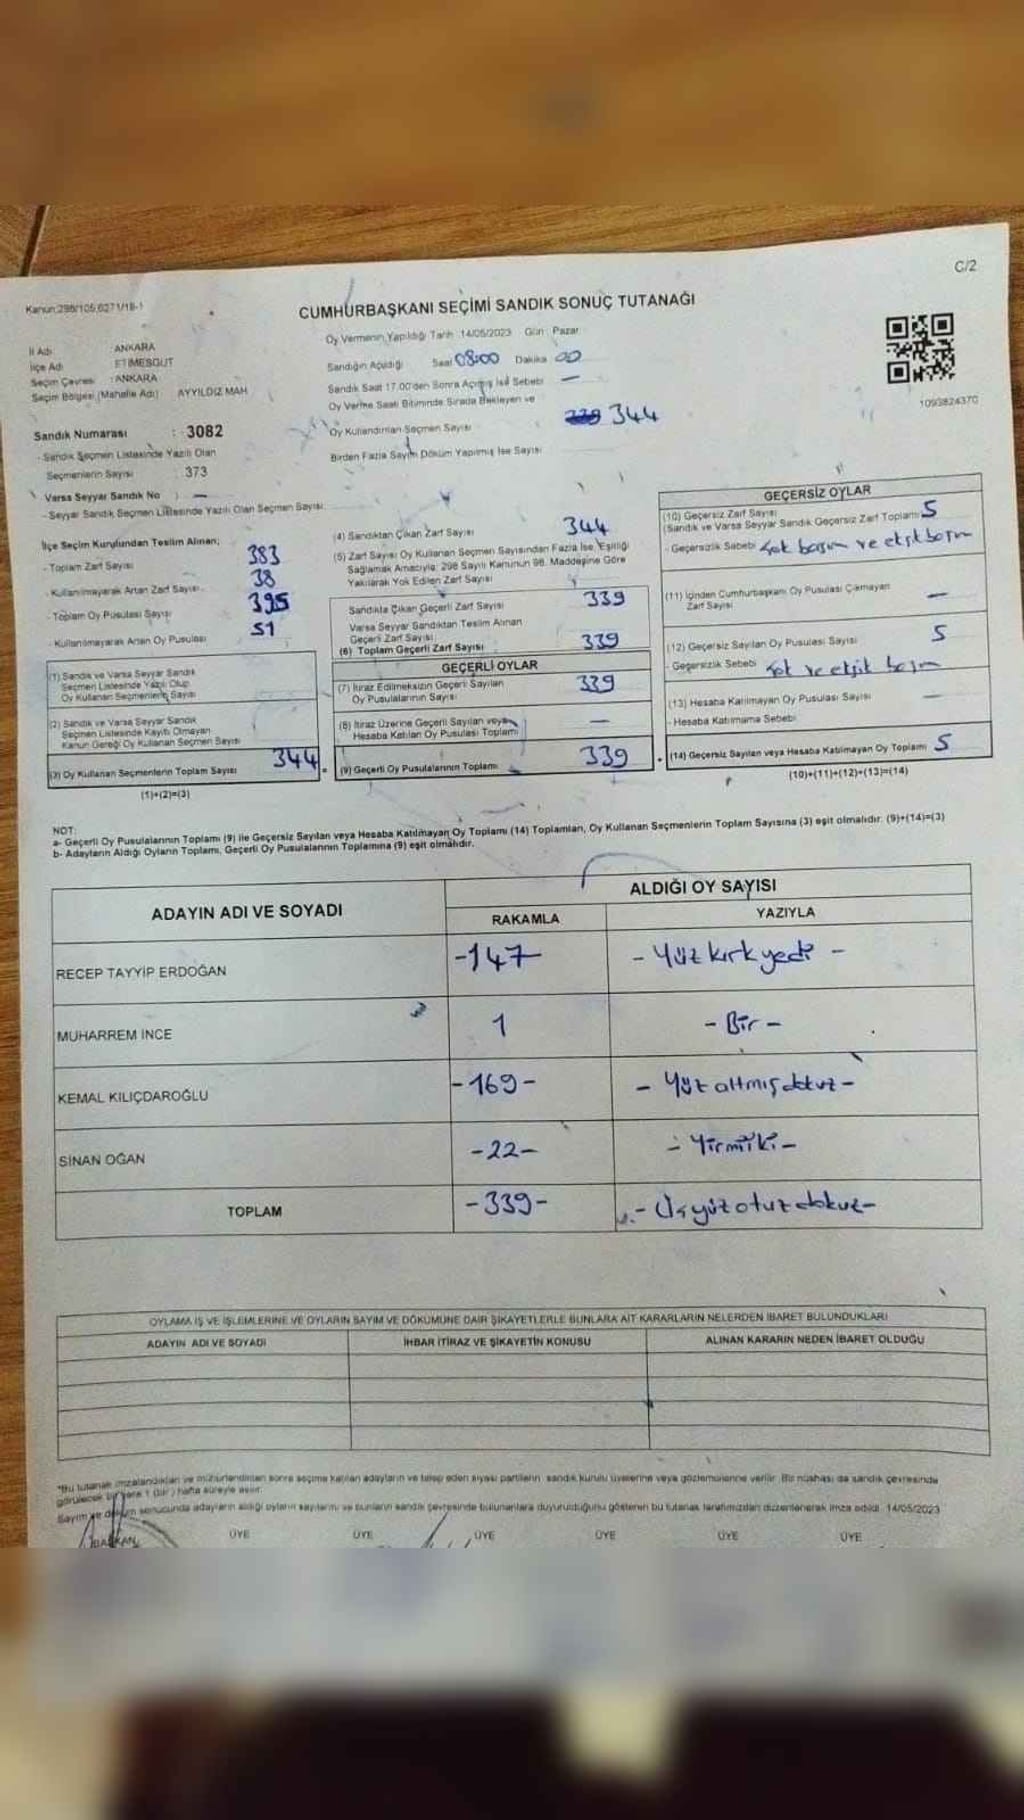 C/2
Kanun:298/105,6271/18-1
CUMHURBAŞKANI SEÇİMİ SANDIK SONUÇ TUTANAĞI
Oy Vermenin Yapıldığı Tarih 14/05/2023 Gün : Pazar
İl Adı : ANKARA
İlçe Adı : ETİMESGUT
Seçim Çevresi : ANKARA
Seçim Bölgesi (Mahalle Adı) AYYILDIZ MAH
Sandığın Açıldığı Saat 08:00 Dakika 00
Sandık Saat 17.00'den Sonra Açılmış İse Sebebi —
Oy Verme Saati Bitiminde Sırada Bekleyen ve
Oy Kullandırılan Seçmen Sayısı 344
Birden Fazla Sayım Döküm Yapılmış İse Sayısı
1093824370
Sandık Numarası : 3082
- Sandık Seçmen Listesinde Yazılı Olan
Seçmenlerin Sayısı : 373
Varsa Seyyar Sandık No : —
- Seyyar Sandık Seçmen Listesinde Yazılı Olan Seçmen Sayısı:
İlçe Seçim Kurulundan Teslim Alınan;
- Toplam Zarf Sayısı 383
- Kullanılmayarak Artan Zarf Sayısı 38
- Toplam Oy Pusulası Sayısı 395
- Kullanılmayarak Artan Oy Pusulası 51
(1) Sandık ve Varsa Seyyar Sandık
Seçmen Listesinde Yazılı Olup
Oy Kullanan Seçmenlerin Sayısı
(2) Sandık ve Varsa Seyyar Sandık
Seçmen Listesinde Kayıtlı Olmayan
Kanun Gereği Oy Kullanan Seçmen Sayısı
(3) Oy Kullanan Seçmenlerin Toplam Sayısı 344
(1)+(2)=(3)
(4) Sandıktan Çıkan Zarf Sayısı 344
(5) Zarf Sayısı Oy Kullanan Seçmen Sayısından Fazla İse, Eşitliği
Sağlamak Amacıyla; 298 Sayılı Kanunun 98. Maddesine Göre
Yakılarak Yok Edilen Zarf Sayısı
Sandıkta Çıkan Geçerli Zarf Sayısı 339
Varsa Seyyar Sandıktan Teslim Alınan
Geçerli Zarf Sayısı
(6) Toplam Geçerli Zarf Sayısı 339
GEÇERLİ OYLAR
(7) İtiraz Edilmeksizin Geçerli Sayılan
Oy Pusulalarının Sayısı 339
(8) İtiraz Üzerine Geçerli Sayılan veya
Hesaba Katılan Oy Pusulası Toplamı —
(9) Geçerli Oy Pusulalarının Toplamı 339
GEÇERSİZ OYLAR
(10) Geçersiz Zarf Sayısı
(Sandık ve Varsa Seyyar Sandık Geçersiz Zarf Toplamı) 5
- Geçersizlik Sebebi çok basım ve ekşit basım
(11) İçinden Cumhurbaşkanı Oy Pusulası Çıkmayan
Zarf Sayısı —
(12) Geçersiz Sayılan Oy Pusulası Sayısı 5
- Geçersizlik Sebebi çok ve ekşit basım
(13) Hesaba Katılmayan Oy Pusulası Sayısı —
- Hesaba Katılmama Sebebi
(14) Geçersiz Sayılan veya Hesaba Katılmayan Oy Toplamı 5
(10)+(11)+(12)+(13)=(14)
NOT:
a- Geçerli Oy Pusulalarının Toplamı (9) ile Geçersiz Sayılan veya Hesaba Katılmayan Oy Toplamı (14) Toplamları, Oy Kullanan Seçmenlerin Toplam Sayısına (3) eşit olmalıdır. (9)+(14)=(3)
b- Adayların Aldığı Oyların Toplamı, Geçerli Oy Pusulalarının Toplamına (9) eşit olmalıdır.
ADAYIN ADI VE SOYADI
ALDIĞI OY SAYISI
RAKAMLA YAZIYLA
RECEP TAYYİP ERDOĞAN -147- - Yüzkırkyedi -
MUHARREM İNCE 1 - Bir -
KEMAL KILIÇDAROĞLU -169- - Yüzaltmışdokuz -
SİNAN OĞAN -22- - Yirmiiki -
TOPLAM -339- - Üçyüzotuzdokuz -
OYLAMA İŞ VE İŞLEMLERİNE VE OYLARIN SAYIM VE DÖKÜMÜNE DAİR ŞİKAYETLERLE BUNLARA AİT KARARLARIN NELERDEN İBARET BULUNDUKLARI
ADAYIN ADI VE SOYADI İHBAR İTİRAZ VE ŞİKAYETİN KONUSU ALINAN KARARIN NEDEN İBARET OLDUĞU
*Bu tutanak imzalandıktan ve mühürlendikten sonra seçime katılan adayların ve talep eden siyasi partilerin sandık kurulu üyelerine veya gözlemcilerine verilir. Bir nüshası da sandık çevresinde
görülecek bir yere 1 (bir) hafta süreyle asılır.
Sayım ve döküm sonucunda adayların aldığı oyların sayılarını ve bunların sandık çevresinde bulunanlara duyurulduğunu gösteren bu tutanak tarafımızdan düzenlenerek imza edildi. 14/05/2023
BAŞKAN ÜYE ÜYE ÜYE ÜYE ÜYE ÜYE